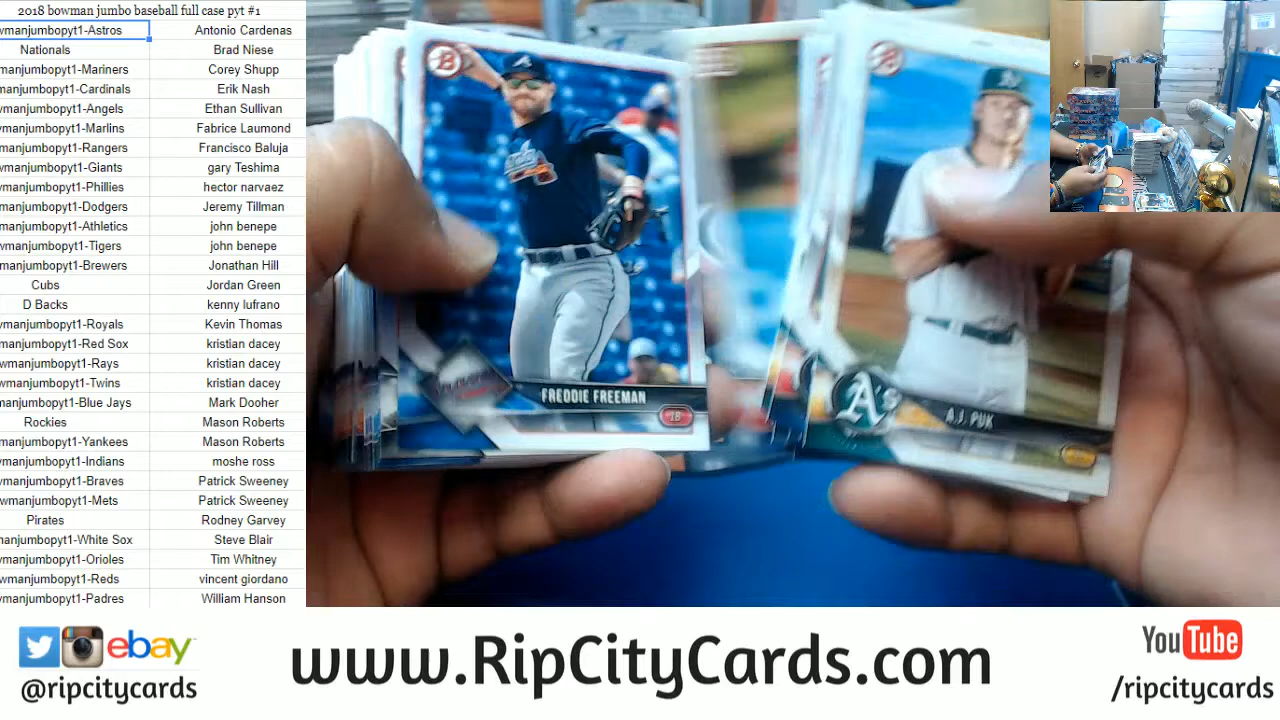 2018 bowman jumbo baseball full case pyt #1
wmanjumbopyt1-Astros Antonio Cardenas
Nationals Brad Niese
manjumbopyt1-Mariners Corey Shupp
manjumbopyt1-Cardinals Erik Nash
wmanjumbopyt1-Angels Ethan Sullivan
wmanjumbopyt1-Marlins Fabrice Laumond
manjumbopyt1-Rangers Francisco Baluja
wmanjumbopyt1-Giants gary Teshima
manjumbopyt1-Phillies hector narvaez
manjumbopyt1-Dodgers Jeremy Tillman
manjumbopyt1-Athletics john benepe
wmanjumbopyt1-Tigers john benepe
manjumbopyt1-Brewers Jonathan Hill
Cubs Jordan Green
D Backs kenny lufrano
wmanjumbopyt1-Royals Kevin Thomas
manjumbopyt1-Red Sox kristian dacey
wmanjumbopyt1-Rays kristian dacey
wmanjumbopyt1-Twins kristian dacey
manjumbopyt1-Blue Jays Mark Dooher
Rockies Mason Roberts
manjumbopyt1-Yankees Mason Roberts
manjumbopyt1-Indians moshe ross
wmanjumbopyt1-Braves Patrick Sweeney
wmanjumbopyt1-Mets Patrick Sweeney
Pirates Rodney Garvey
manjumbopyt1-White Sox Steve Blair
manjumbopyt1-Orioles Tim Whitney
wmanjumbopyt1-Reds vincent giordano
wmanjumbopyt1-Padres William Hanson
B
Braves
FREDDIE FREEMAN
1B
B
A's
A.J. PUK
ebay
@ripcitycards
www.RipCityCards.com
YouTube
/ripcitycards